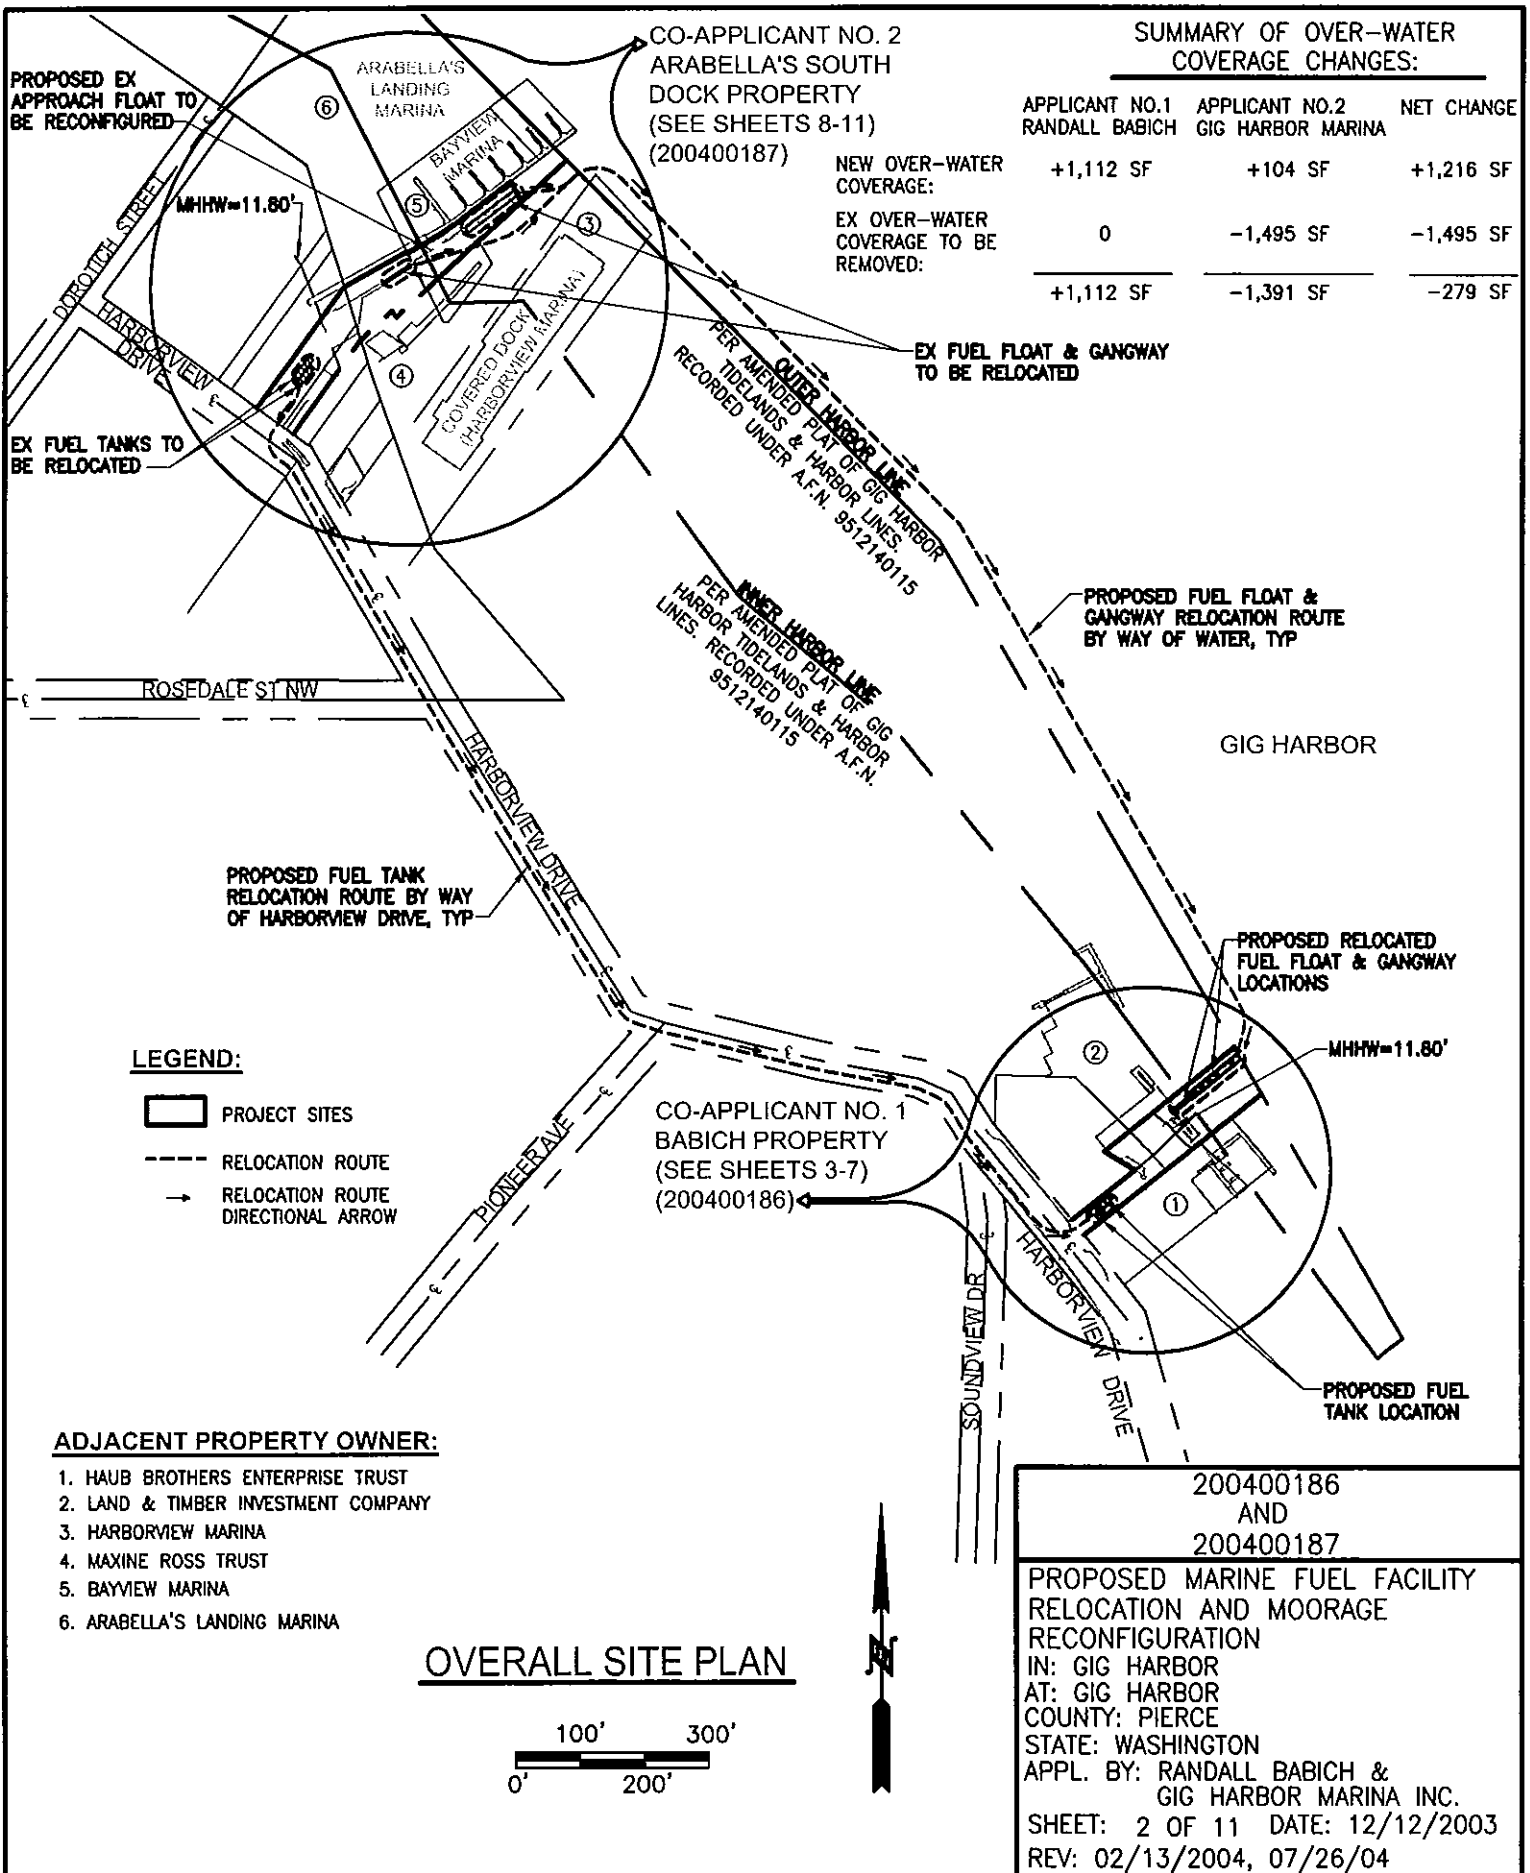 CO-APPLICANT NO. 2
ARABELLA'S SOUTH
DOCK PROPERTY
(SEE SHEETS 8-11)
(200400187)
SUMMARY OF OVER-WATER
COVERAGE CHANGES:
APPLICANT NO.1
RANDALL BABICH
APPLICANT NO.2
GIG HARBOR MARINA
NET CHANGE
NEW OVER-WATER
COVERAGE:
+1,112 SF
+104 SF
+1,216 SF
EX OVER-WATER
COVERAGE TO BE
REMOVED:
0
-1,495 SF
-1,495 SF
+1,112 SF
-1,391 SF
-279 SF
PROPOSED EX
APPROACH FLOAT TO
BE RECONFIGURED
ARABELLA'S
LANDING
MARINA
6
BAYVIEW
MARINA
5
3
MHHW=11.80'
DOROTICH STREET
HARBORVIEW
DRIVE
4
COVERED DOCK
(HARBORVIEW MARINA)
EX FUEL TANKS TO
BE RELOCATED
EX FUEL FLOAT & GANGWAY
TO BE RELOCATED
OUTER HARBOR LINE
PER AMENDED PLAT OF GIG HARBOR
TIDELANDS & HARBOR LINES.
RECORDED UNDER A.F.N. 9512140115
INNER HARBOR LINE
PER AMENDED PLAT OF GIG
HARBOR TIDELANDS & HARBOR
LINES. RECORDED UNDER A.F.N.
9512140115
PROPOSED FUEL FLOAT &
GANGWAY RELOCATION ROUTE
BY WAY OF WATER, TYP
ROSEDALE ST NW
GIG HARBOR
HARBORVIEW DRIVE
PROPOSED FUEL TANK
RELOCATION ROUTE BY WAY
OF HARBORVIEW DRIVE, TYP
PROPOSED RELOCATED
FUEL FLOAT & GANGWAY
LOCATIONS
MHHW=11.80'
2
1
LEGEND:
PROJECT SITES
RELOCATION ROUTE
RELOCATION ROUTE
DIRECTIONAL ARROW
PIONEER AVE
CO-APPLICANT NO. 1
BABICH PROPERTY
(SEE SHEETS 3-7)
(200400186)
SOUNDVIEW DR
HARBORVIEW DRIVE
PROPOSED FUEL
TANK LOCATION
ADJACENT PROPERTY OWNER:
1. HAUB BROTHERS ENTERPRISE TRUST
2. LAND & TIMBER INVESTMENT COMPANY
3. HARBORVIEW MARINA
4. MAXINE ROSS TRUST
5. BAYVIEW MARINA
6. ARABELLA'S LANDING MARINA
OVERALL SITE PLAN
N
100' 300'
0' 200'
200400186
AND
200400187
PROPOSED MARINE FUEL FACILITY
RELOCATION AND MOORAGE
RECONFIGURATION
IN: GIG HARBOR
AT: GIG HARBOR
COUNTY: PIERCE
STATE: WASHINGTON
APPL. BY: RANDALL BABICH &
GIG HARBOR MARINA INC.
SHEET: 2 OF 11 DATE: 12/12/2003
REV: 02/13/2004, 07/26/04